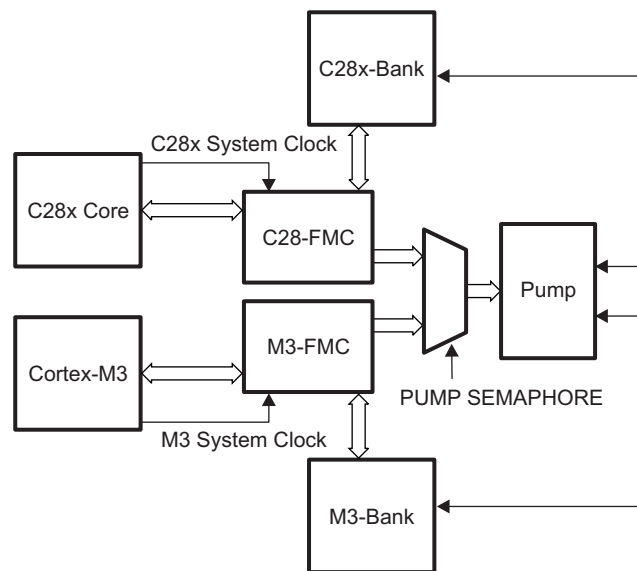 C28x-Bank
C28x System Clock
C28x Core
C28-FMC
Pump
M3-FMC
Cortex-M3
PUMP SEMAPHORE
M3 System Clock
M3-Bank